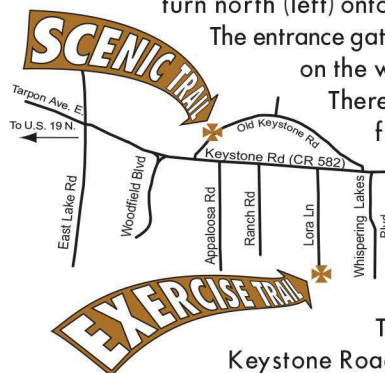 turn north (left) onto
The entrance gat
on the w
There
f
SCENIC TRAIL
Tarpon Ave. E.
To U.S. 19 N.
Old Keystone Rd
Keystone Rd (CR 582)
East Lake Rd
Woodfield Blvd
Appaloosa Rd
Ranch Rd
Lora Ln
Whispering Lakes
Blvd
EXERCISE TRAIL
T
Keystone Road